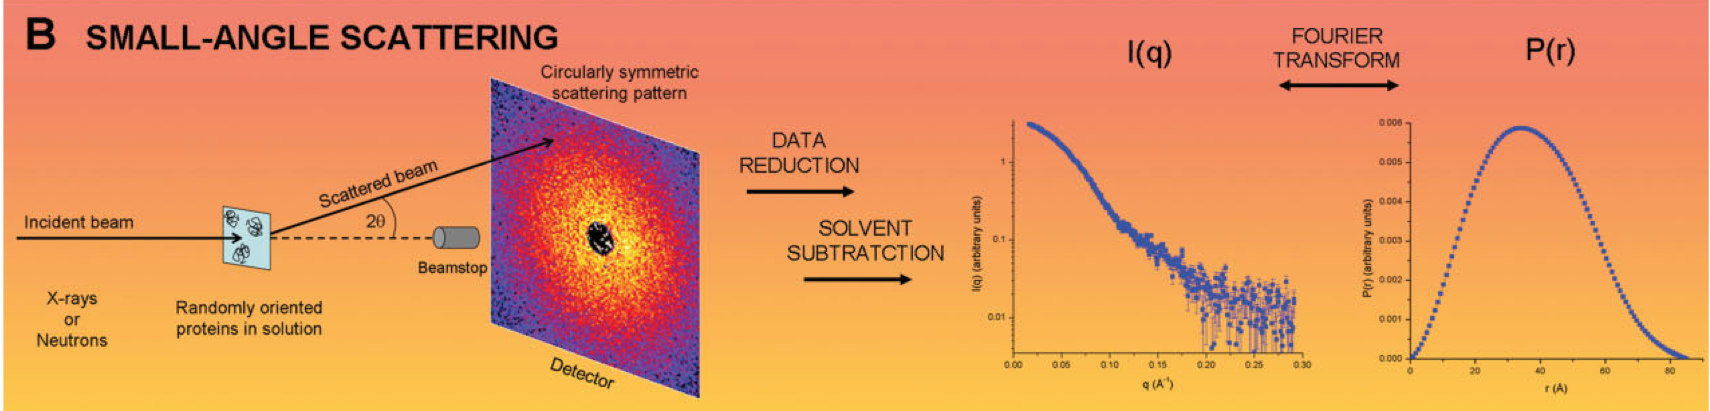 B SMALL-ANGLE SCATTERING
Circularly symmetric
scattering pattern
Incident beam
Scattered beam
2θ
Beamstop
X-rays
or
Neutrons
Randomly oriented
proteins in solution
Detector
DATA
REDUCTION
SOLVENT
SUBTRATCTION
I(q)
FOURIER
TRANSFORM
P(r)
I(q) (arbitrary units)
1
0.1
0.01
0.00 0.05 0.10 0.15 0.20 0.25 0.30
q (Å⁻¹)
P(r) (arbitrary units)
0.006
0.005
0.004
0.003
0.002
0.001
0.000
0 20 40 60 80
r (Å)